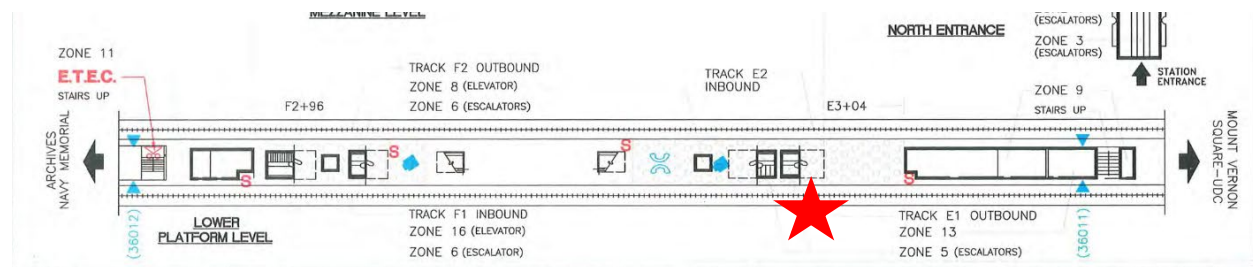 MEZZANINE LEVEL
NORTH ENTRANCE
(ESCALATORS)
ZONE 3
(ESCALATORS)
STATION
ENTRANCE
ZONE 11
E.T.E.C.
STAIRS UP
F2+96
TRACK F2 OUTBOUND
ZONE 8 (ELEVATOR)
ZONE 6 (ESCALATORS)
TRACK E2
INBOUND
E3+04
ZONE 9
STAIRS UP
ARCHIVES
NAVY MEMORIAL
MOUNT VERNON
SQUARE-UDC
S
S
S
S
(36012)
LOWER
PLATFORM LEVEL
TRACK F1 INBOUND
ZONE 16 (ELEVATOR)
ZONE 6 (ESCALATOR)
TRACK E1 OUTBOUND
ZONE 13
ZONE 5 (ESCALATORS)
(36011)